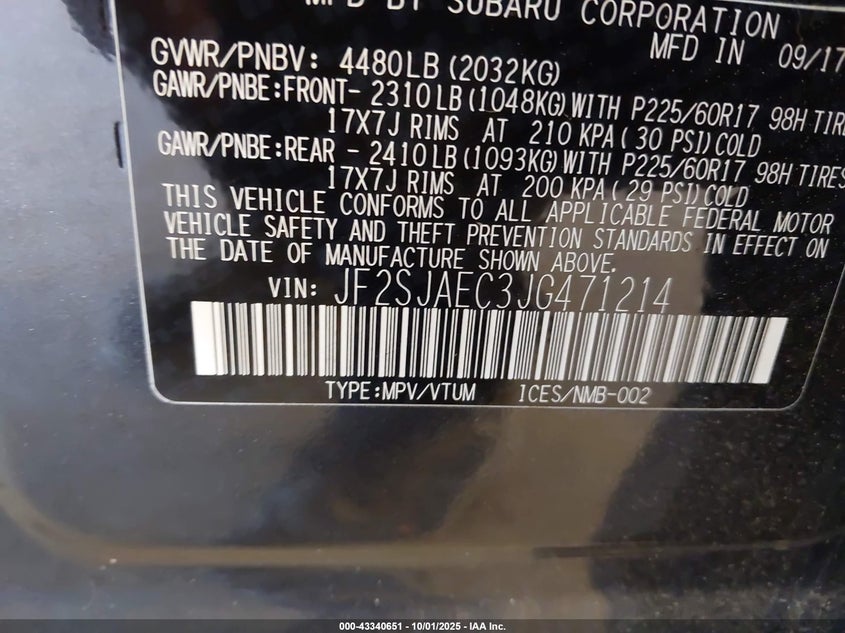 MFD BY SUBARU CORPORATION
MFD IN 09/17
GVWR/PNBV: 4480LB (2032KG)
GAWR/PNBE:FRONT- 2310LB (1048KG) WITH P225/60R17 98H
17X7J RIMS AT 210 KPA ( 30 PSI) COLD
GAWR/PNBE:REAR - 2410LB (1093KG) WITH P225/60R17 98H TIRES
17X7J RIMS AT 200 KPA ( 29 PSI) COLD
THIS VEHICLE CONFORMS TO ALL APPLICABLE FEDERAL MOTOR
VEHICLE SAFETY AND THEFT PREVENTION STANDARDS IN EFFECT ON
THE DATE OF MANUFACTURE SHOWN ABOVE.
VIN: JF2SJAEC3JG471214
TYPE:MPV/VTUM ICES/NMB-002
000-43340651 - 10/01/2025 - IAA Inc.